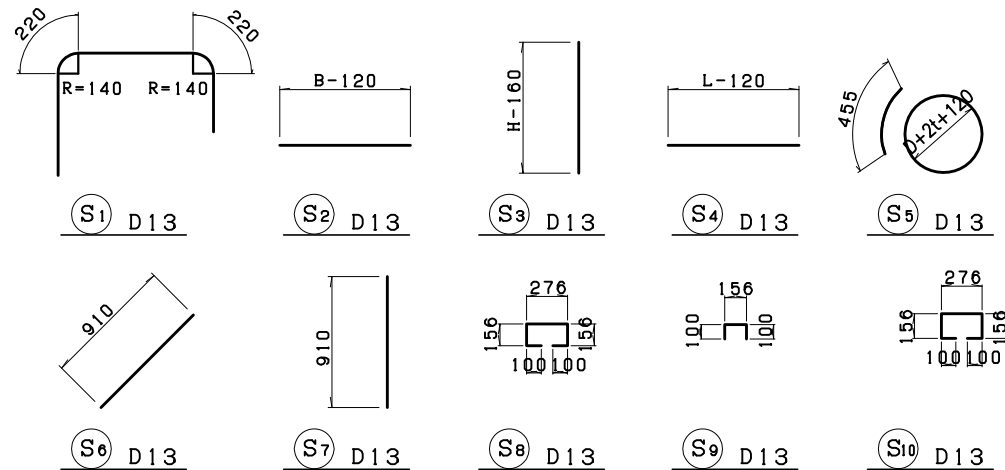 220
220
R=140
R=140
S1 D13
B-120
S2 D13
H-160
S3 D13
L-120
S4 D13
455
D+2t+120
S5 D13
910
S6 D13
910
S7 D13
276
156
156
100
100
S8 D13
156
100
100
S9 D13
276
156
156
100
100
S10 D13